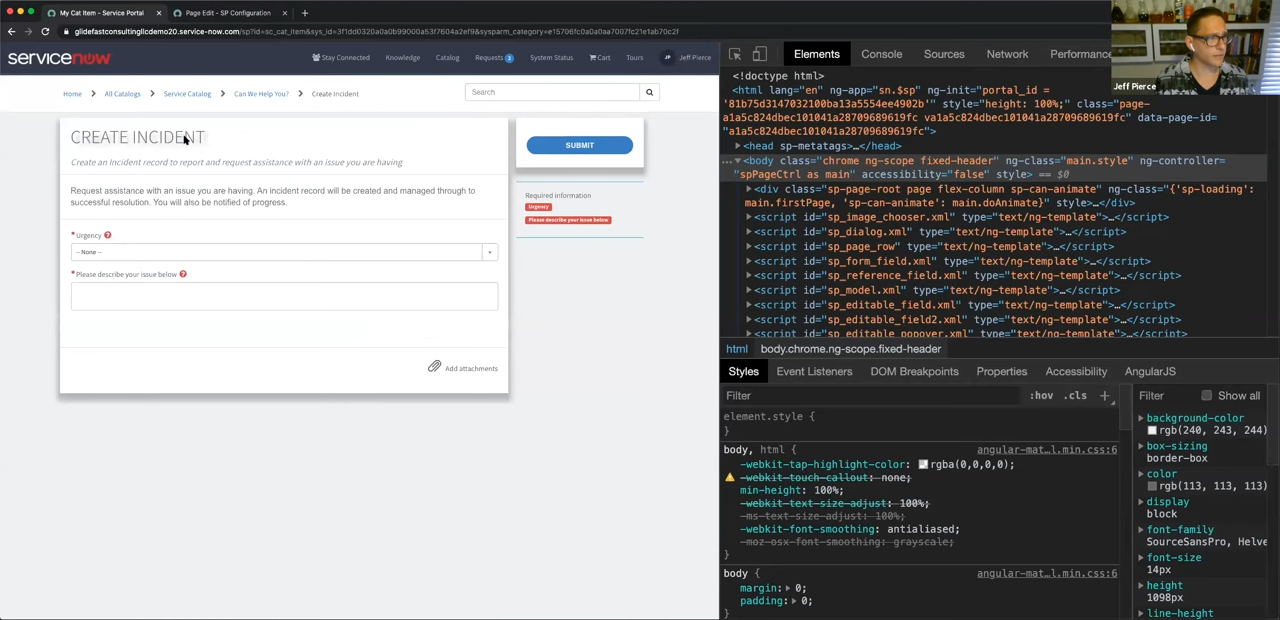 My Cat Item - Service Portal
Page Edit - SP Configuration
glidefastconsultingllcdemo20.service-now.com/sp?id=sc_cat_item&sys_id=3f1dd0320a0a0b99000a53f7604a2ef9&sysparm_category=e15706fc0a0a0aa7007fc21e1ab70c2f
servicenow
Stay Connected
Knowledge
Catalog
Requests 3
System Status
Cart
Tours
JP Jeff Pierce
Home
All Catalogs
Service Catalog
Can We Help You?
Create Incident
Search
CREATE INCIDENT
Create an Incident record to report and request assistance with an issue you are having
Request assistance with an issue you are having. An incident record will be created and managed through to
successful resolution. You will also be notified of progress.
* Urgency ?
-- None --
* Please describe your issue below ?
Add attachments
SUBMIT
Required information
Urgency
Please describe your issue below
Elements
Console
Sources
Network
Performance
Jeff Pierce
<!doctype html>
<html lang="en" ng-app="sn.$sp" ng-init="portal_id =
'81b75d3147032100ba13a5554ee4902b'" style="height: 100%;" class="page-
a1a5c824dbec101041a28709689619fc va1a5c824dbec101041a28709689619fc" data-page-id=
"a1a5c824dbec101041a28709689619fc">
<head sp-metatags>…</head>
<body class="chrome ng-scope fixed-header" ng-class="main.style" ng-controller=
"spPageCtrl as main" accessibility="false" style> == $0
<div class="sp-page-root page flex-column sp-can-animate" ng-class="{'sp-loading':
main.firstPage, 'sp-can-animate': main.doAnimate}" style>…</div>
<script id="sp_image_chooser.xml" type="text/ng-template">…</script>
<script id="sp_dialog.xml" type="text/ng-template">…</script>
<script id="sp_page_row" type="text/ng-template">…</script>
<script id="sp_form_field.xml" type="text/ng-template">…</script>
<script id="sp_reference_field.xml" type="text/ng-template">…</script>
<script id="sp_model.xml" type="text/ng-template">…</script>
<script id="sp_editable_field.xml" type="text/ng-template">…</script>
<script id="sp_editable_field2.xml" type="text/ng-template">…</script>
<script id="sp_editable_popover.xml" type="text/ng-template">…</script>
html
body.chrome.ng-scope.fixed-header
Styles
Event Listeners
DOM Breakpoints
Properties
Accessibility
AngularJS
Filter
:hov .cls +
element.style {
}
body, html {
angular-mat…l.min.css:6
-webkit-tap-highlight-color: rgba(0,0,0,0);
-webkit-touch-callout: none;
min-height: 100%;
-webkit-text-size-adjust: 100%;
-ms-text-size-adjust: 100%;
-webkit-font-smoothing: antialiased;
-moz-osx-font-smoothing: grayscale;
}
body {
angular-mat…l.min.css:6
margin: 0;
padding: 0;
}
Filter
Show all
background-color
rgb(240, 243, 244)
box-sizing
border-box
color
rgb(113, 113, 113)
display
block
font-family
SourceSansPro, Helve
font-size
14px
height
1098px
line-height